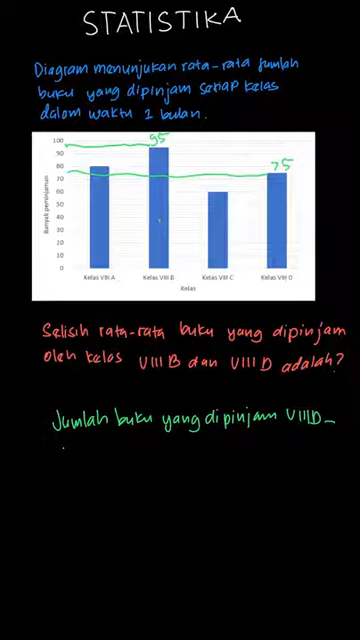 STATISTIKA
Diagram menunjukan rata-rata jumlah
buku yang dipinjam setiap kelas
dalam waktu 1 bulan.
100
95
90
80
75
70
60
50
40
30
20
10
0
Banyak peminjaman
Kelas VIII A
Kelas VIII B
Kelas VIII C
Kelas VIII D
Kelas
Selisih rata-rata buku yang dipinjam
oleh kelas VIII B dan VIII D adalah?
Jumlah buku yang dipinjam VIIID -